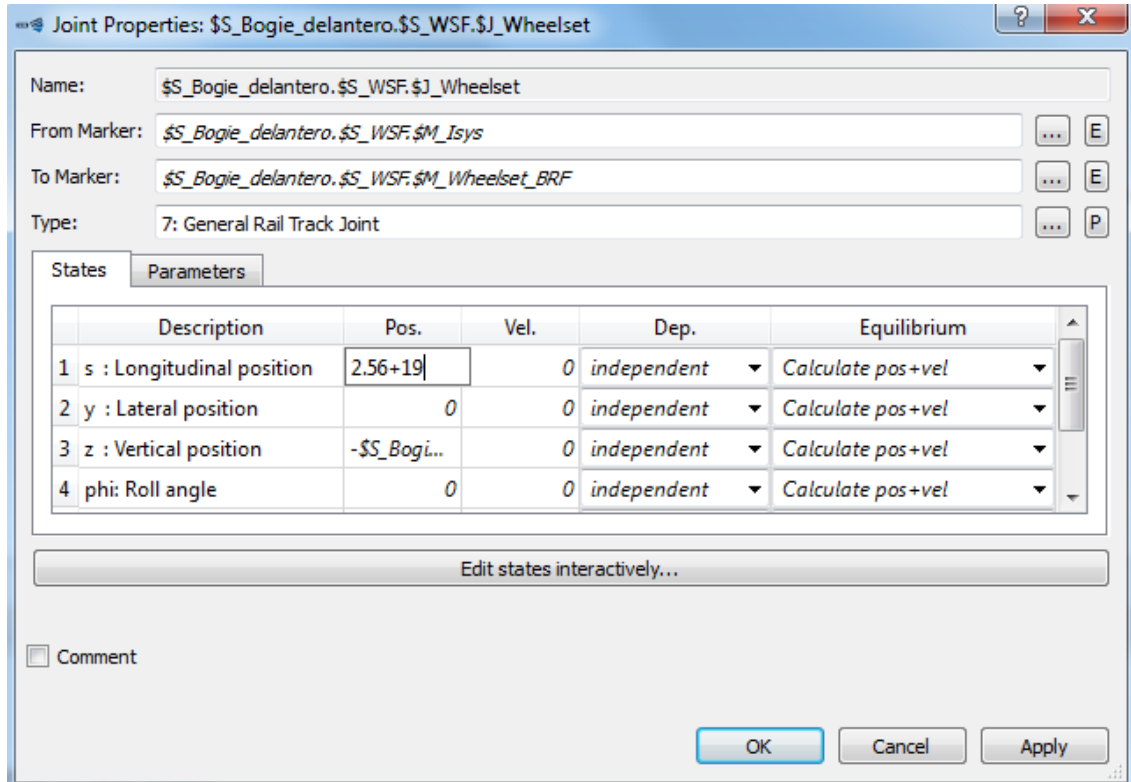 Joint Properties: $S_Bogie_delantero.$S_WSF.$J_Wheelset
?
X
Name: $S_Bogie_delantero.$S_WSF.$J_Wheelset
From Marker: $S_Bogie_delantero.$S_WSF.$M_Isys ... E
To Marker: $S_Bogie_delantero.$S_WSF.$M_Wheelset_BRF ... E
Type: 7: General Rail Track Joint ... P
States Parameters
Description Pos. Vel. Dep. Equilibrium
1 s : Longitudinal position 2.56+19 0 independent Calculate pos+vel
2 y : Lateral position 0 0 independent Calculate pos+vel
3 z : Vertical position -$S_Bogi... 0 independent Calculate pos+vel
4 phi: Roll angle 0 0 independent Calculate pos+vel
Edit states interactively...
Comment
OK Cancel Apply